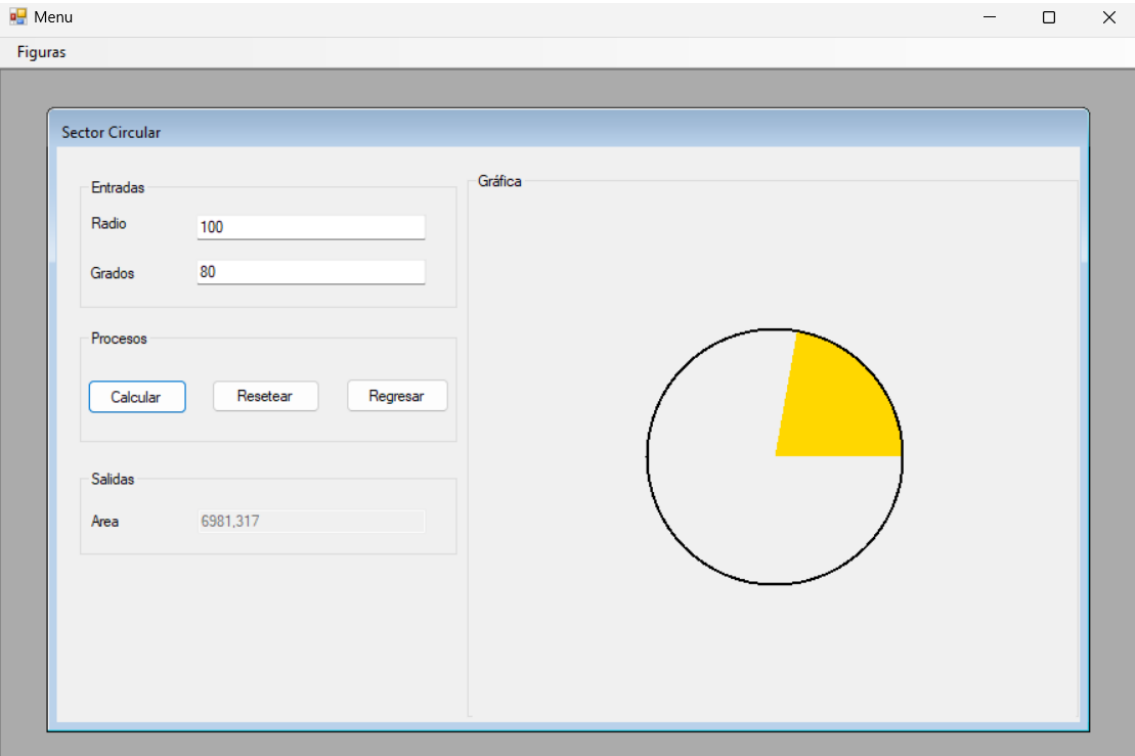 Menu
Figuras
Sector Circular
Entradas
Radio 100
Grados 80
Procesos
Calcular Resetear Regresar
Salidas
Area 6981,317
Gráfica